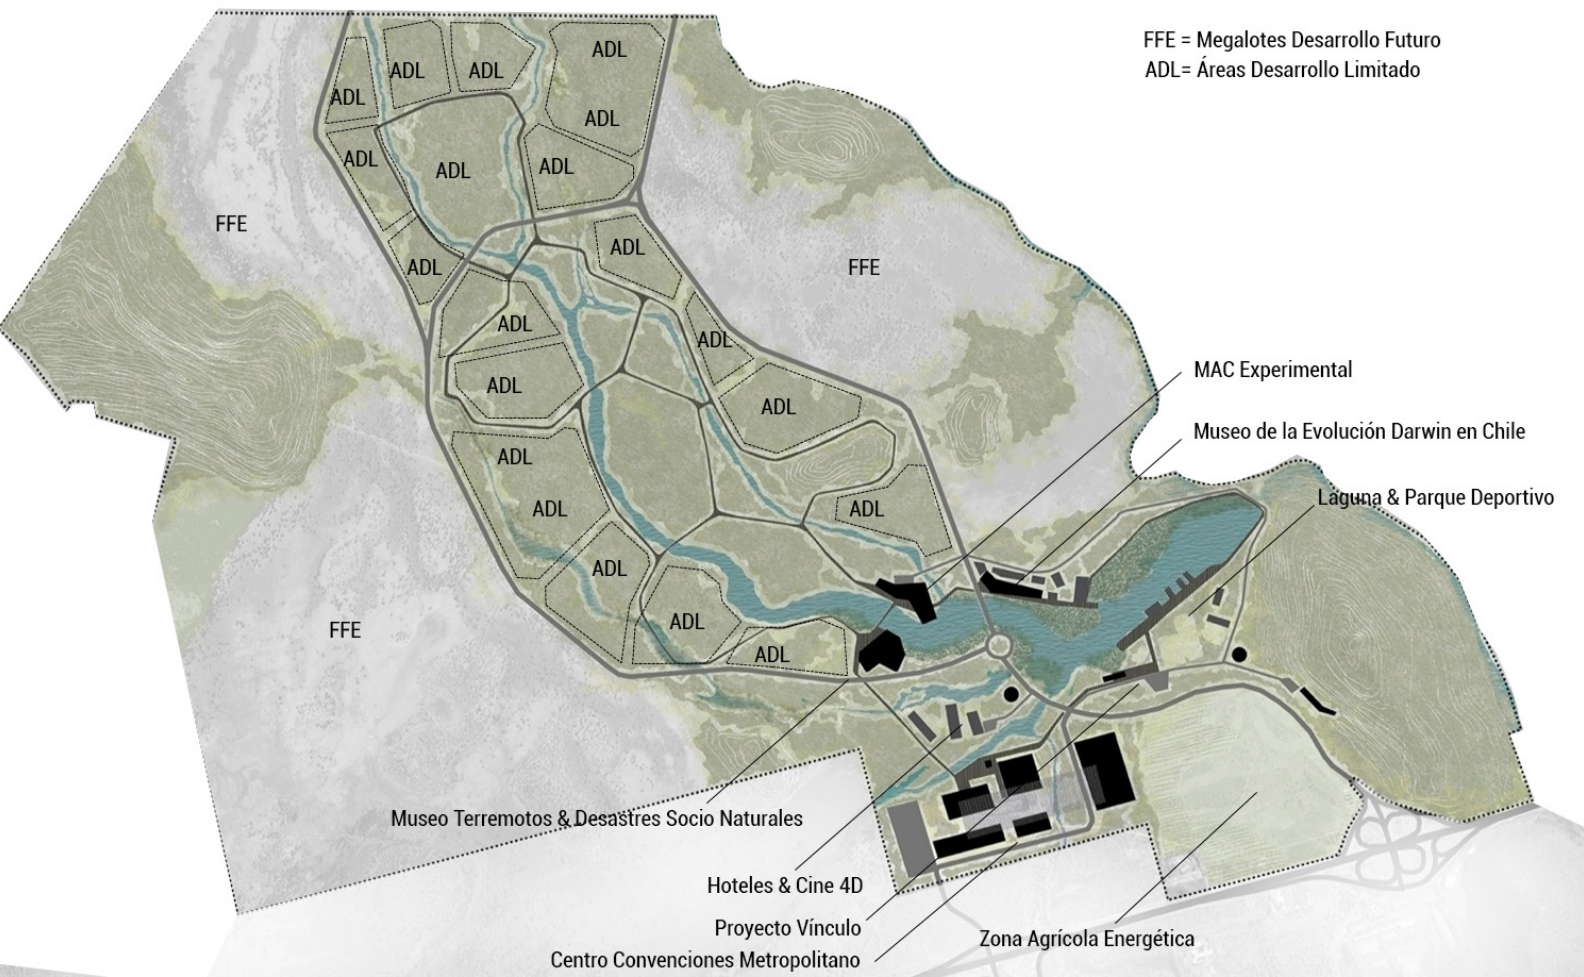 FFE = Megalotes Desarrollo Futuro
ADL= Áreas Desarrollo Limitado
ADL
ADL
ADL
ADL
ADL
ADL
ADL
ADL
ADL
FFE
ADL
ADL
FFE
ADL
ADL
MAC Experimental
ADL
ADL
Museo de la Evolución Darwin en Chile
ADL
Laguna & Parque Deportivo
ADL
ADL
ADL
ADL
FFE
ADL
Museo Terremotos & Desastres Socio Naturales
Hoteles & Cine 4D
Proyecto Vínculo
Zona Agrícola Energética
Centro Convenciones Metropolitano